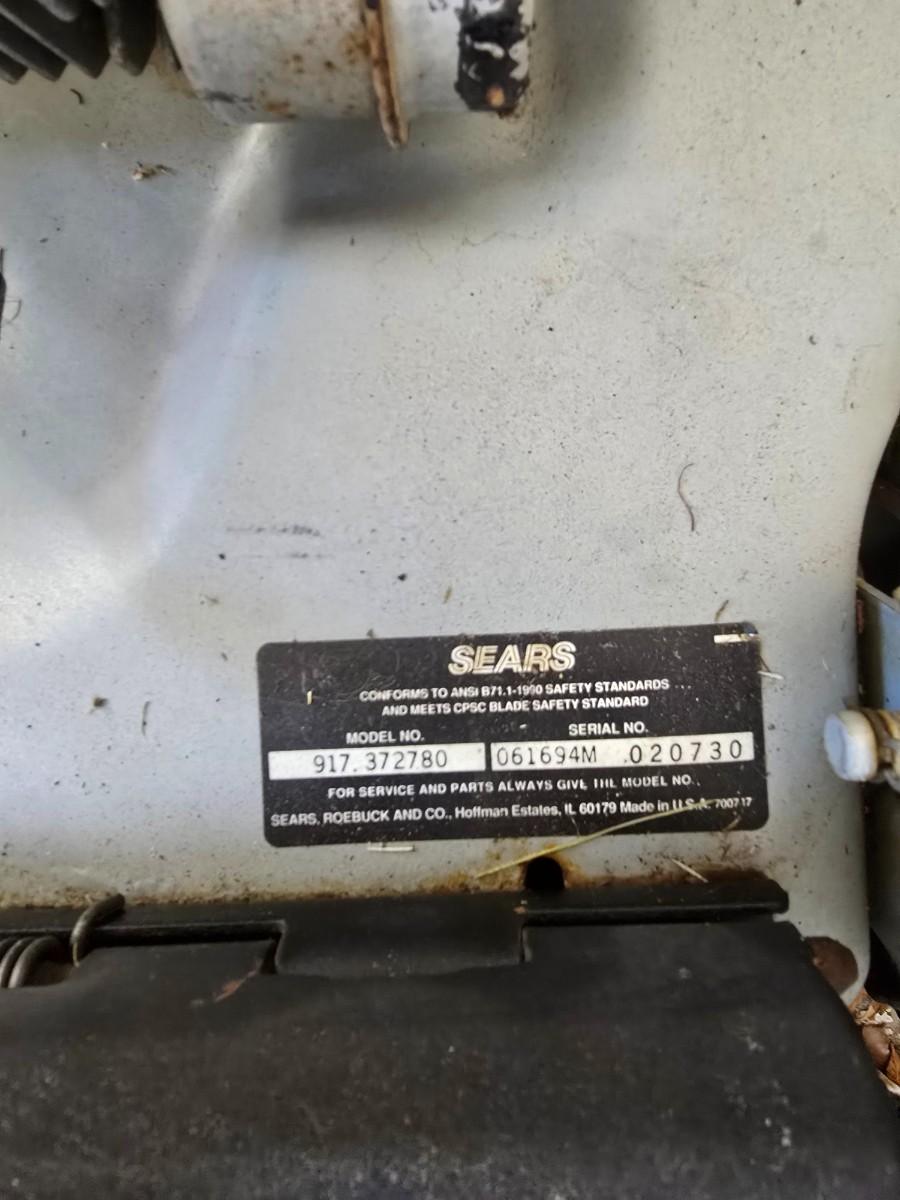 SEARS
CONFORMS TO ANSI B71.1-1990 SAFETY STANDARDS
AND MEETS CPSC BLADE SAFETY STANDARD
MODEL NO. SERIAL NO.
917.372780 061694M 020730
FOR SERVICE AND PARTS ALWAYS GIVE THE MODEL NO.
SEARS, ROEBUCK AND CO., Hoffman Estates, IL 60179 Made in U.S.A.